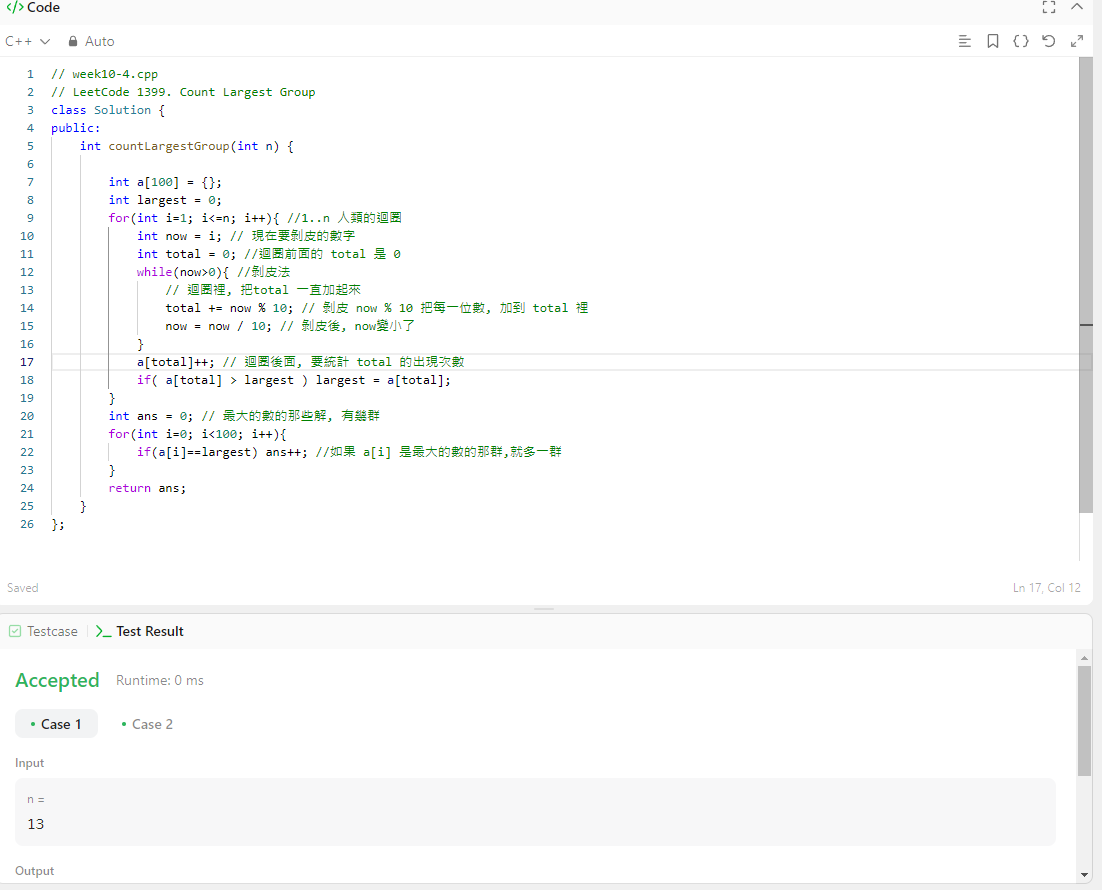 </> Code
C++ Auto
1 // week10-4.cpp
2 // LeetCode 1399. Count Largest Group
3 class Solution {
4 public:
5     int countLargestGroup(int n) {
6
7         int a[100] = {};
8         int largest = 0;
9         for(int i=1; i<=n; i++){ //1..n 人類的迴圈
10             int now = i; // 現在要剝皮的數字
11             int total = 0; //迴圈前面的 total 是 0
12             while(now>0){ //剝皮法
13                 // 迴圈裡, 把total 一直加起來
14                 total += now % 10; // 剝皮 now % 10 把每一位數, 加到 total 裡
15                 now = now / 10; // 剝皮後, now變小了
16             }
17             a[total]++; // 迴圈後面, 要統計 total 的出現次數
18             if( a[total] > largest ) largest = a[total];
19         }
20         int ans = 0; // 最大的數的那些解, 有幾群
21         for(int i=0; i<100; i++){
22             if(a[i]==largest) ans++; //如果 a[i] 是最大的數的那群,就多一群
23         }
24         return ans;
25     }
26 };
Saved Ln 17, Col 12
Testcase Test Result
Accepted Runtime: 0 ms
Case 1 Case 2
Input
n =
13
Output